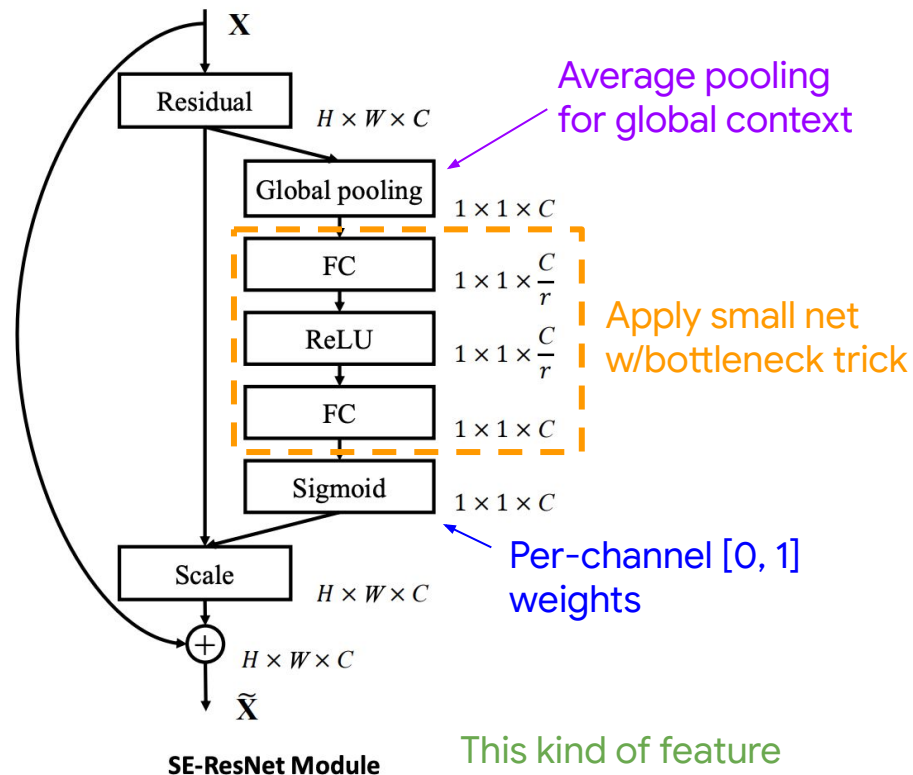 X
Residual
H × W × C
Average pooling
for global context
Global pooling
1 × 1 × C
FC
1 × 1 × C/r
ReLU
1 × 1 × C/r
Apply small net
w/bottleneck trick
FC
1 × 1 × C
Sigmoid
1 × 1 × C
Per-channel [0, 1]
weights
Scale
H × W × C
+
H × W × C
X̃
SE-ResNet Module
This kind of feature